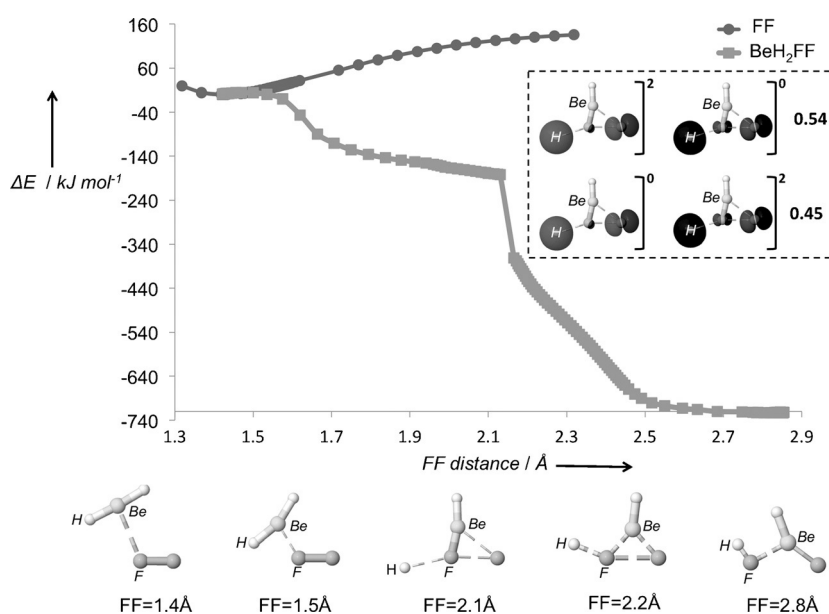 160
60
-40
-140
-240
-340
-440
-540
-640
-740
ΔE / kJ mol⁻¹
FF
BeH₂FF
Be
H
2
Be
H
0
0.54
Be
H
0
Be
H
2
0.45
1.3 1.5 1.7 1.9 2.1 2.3 2.5 2.7 2.9
FF distance / Å
H Be F
H Be F
H Be F
H Be F
H Be F
FF=1.4Å FF=1.5Å FF=2.1Å FF=2.2Å FF=2.8Å